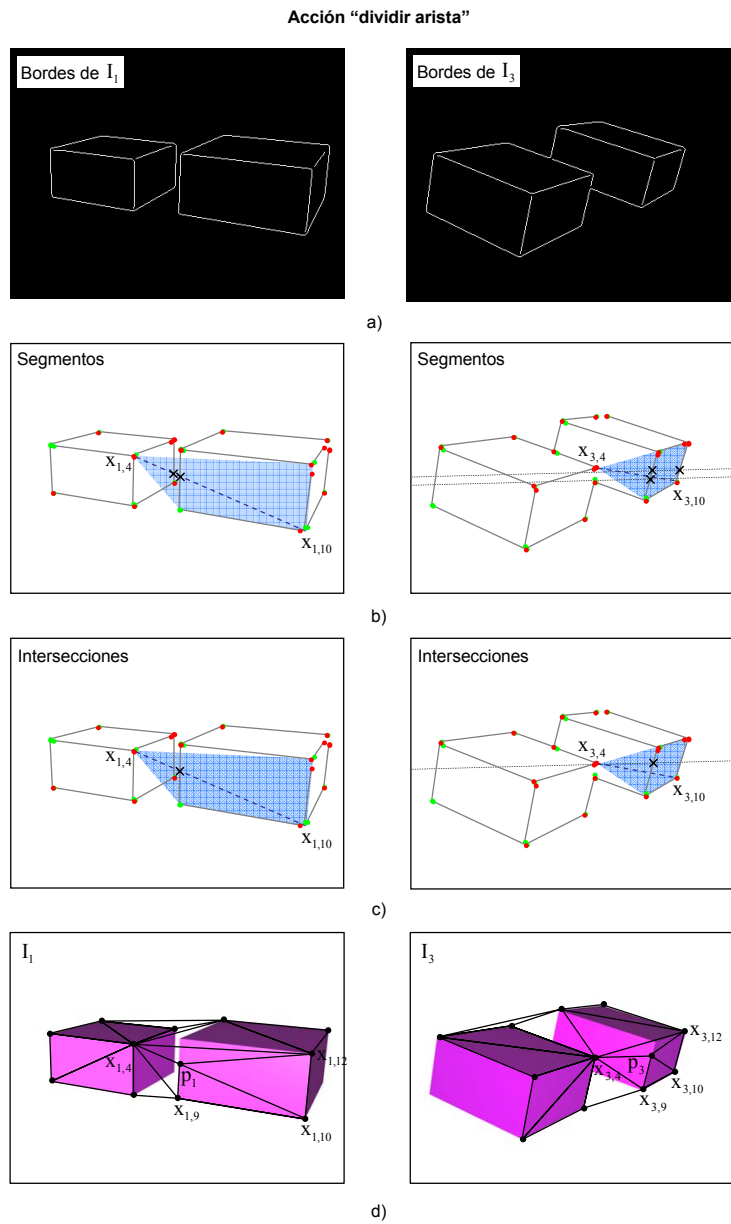 Acción “dividir arista”
Bordes de I₁
Bordes de I₃
a)
Segmentos
x₁,₄
x₁,₁₀
Segmentos
x₃,₄
x₃,₁₀
b)
Intersecciones
x₁,₄
x₁,₁₀
Intersecciones
x₃,₄
x₃,₁₀
c)
I₁
x₁,₄
x₁,₁₂
p₁
x₁,₉
x₁,₁₀
I₃
x₃,₁₂
p₃
x₃,₄
x₃,₁₀
x₃,₉
d)